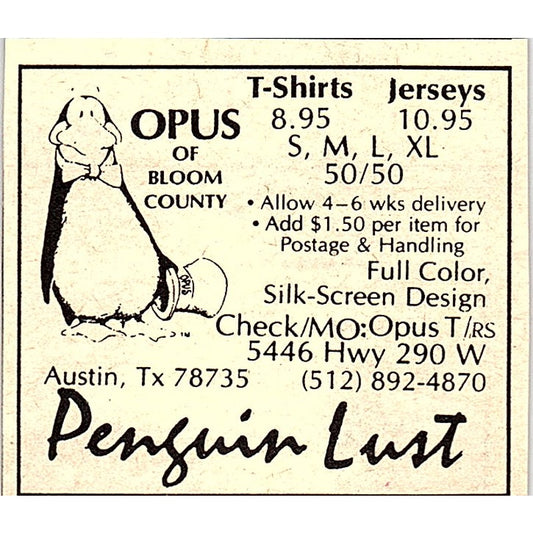 T-Shirts Jerseys
8.95 10.95
S, M, L, XL
50/50
OPUS
OF
BLOOM
COUNTY
• Allow 4–6 wks delivery
• Add $1.50 per item for
Postage & Handling
Full Color,
Silk-Screen Design
OPUS
TM
Check/MO: Opus T/RS
5446 Hwy 290 W
Austin, Tx 78735 (512) 892-4870
Penguin Lust